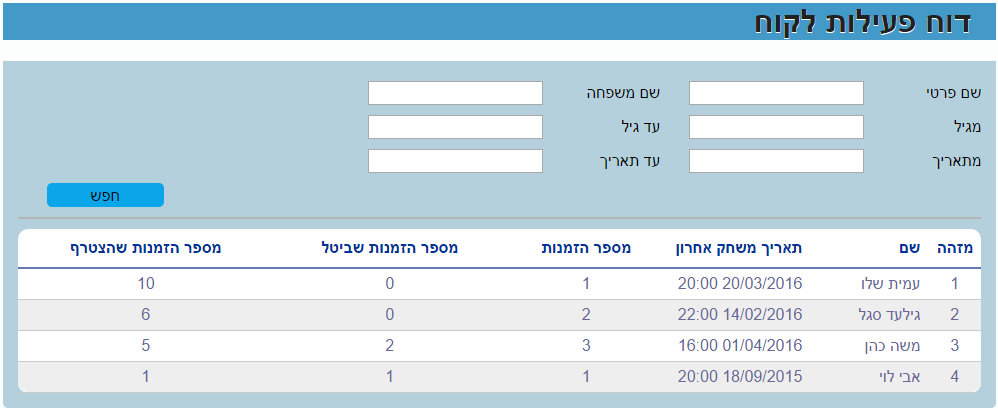 דוח פעילות לקוח
שם פרטי שם משפחה
מגיל עד גיל
מתאריך עד תאריך
חפש
מזהה שם תאריך משחק אחרון מספר הזמנות מספר הזמנות שביטל מספר הזמנות שהצטרף
1 עמית שלו 20/03/2016 20:00 1 0 10
2 גילעד סגל 14/02/2016 22:00 2 0 6
3 משה כהן 01/04/2016 16:00 3 2 5
4 אבי לוי 18/09/2015 20:00 1 1 1